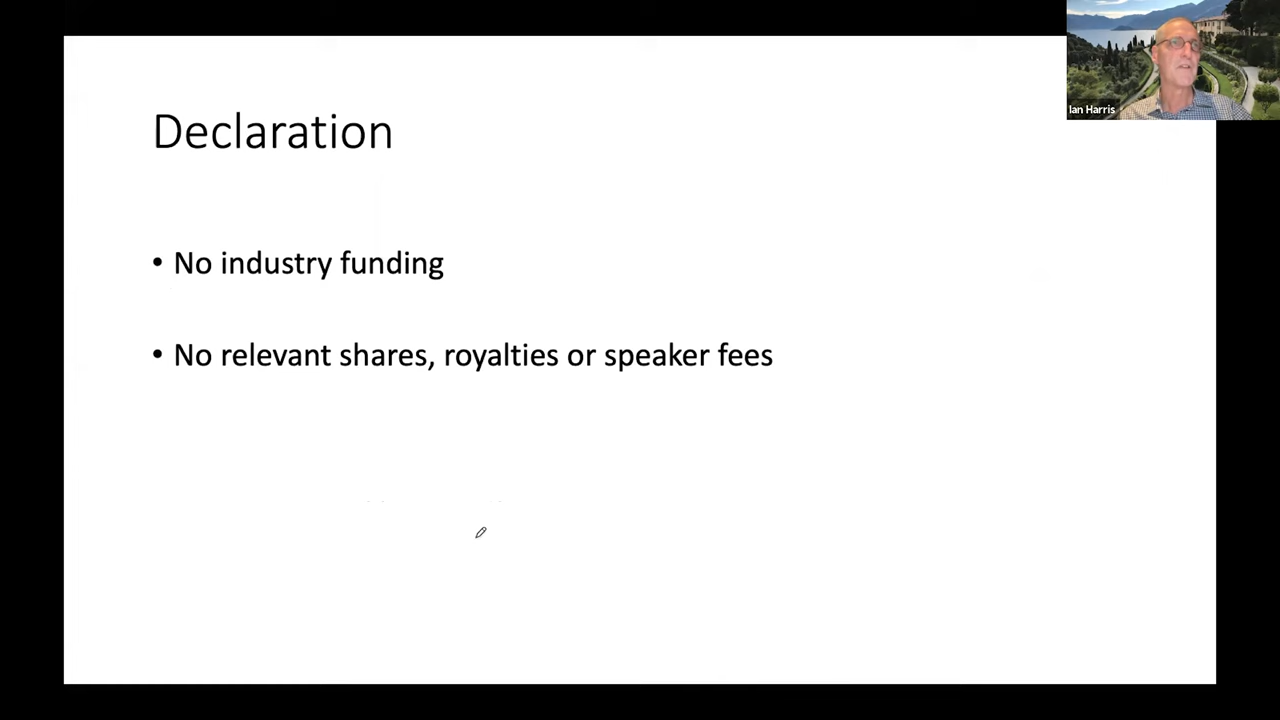 Ian Harris
Declaration
• No industry funding
• No relevant shares, royalties or speaker fees